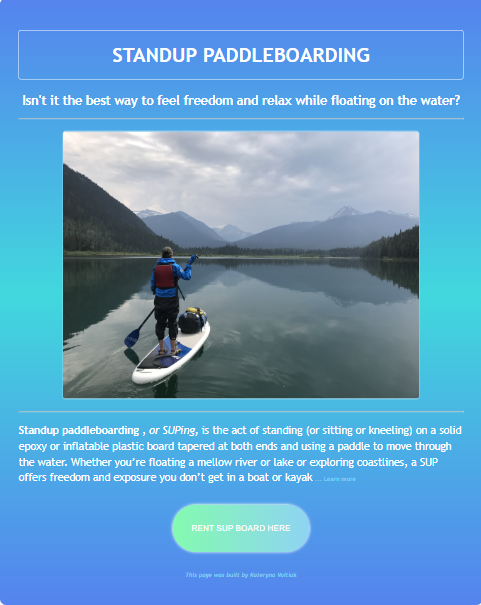 STANDUP PADDLEBOARDING
Isn't it the best way to feel freedom and relax while floating on the water?
Standup paddleboarding , or SUPing, is the act of standing (or sitting or kneeling) on a solid
epoxy or inflatable plastic board tapered at both ends and using a paddle to move through
the water. Whether you’re floating a mellow river or lake or exploring coastlines, a SUP
offers freedom and exposure you don’t get in a boat or kayak ... Learn more
RENT SUP BOARD HERE
This page was built by Kateryna Voitiuk